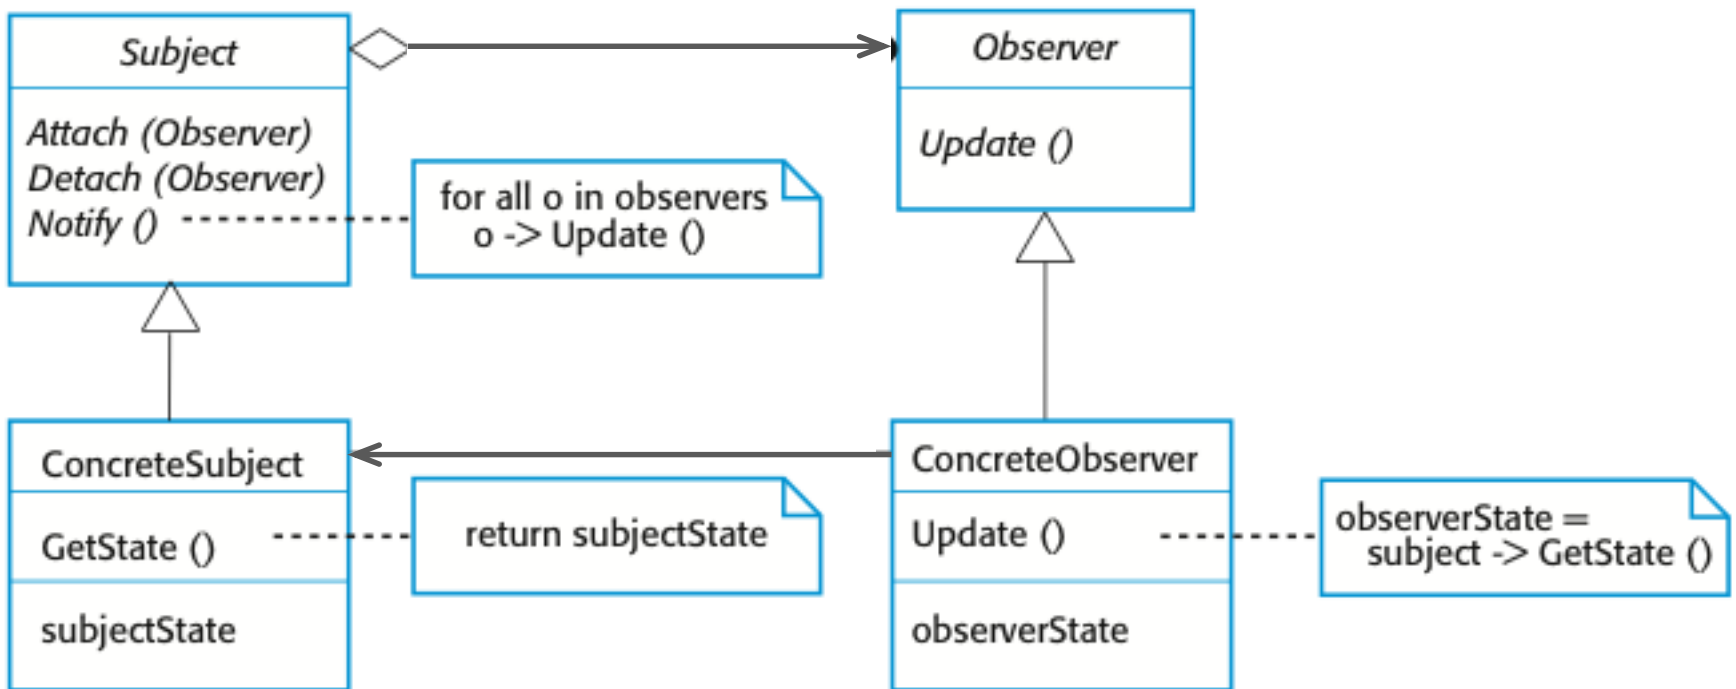 Subject
Attach (Observer)
Detach (Observer)
Notify ()
for all o in observers
o -> Update ()
Observer
Update ()
ConcreteSubject
GetState ()
subjectState
return subjectState
ConcreteObserver
Update ()
observerState
observerState =
subject -> GetState ()